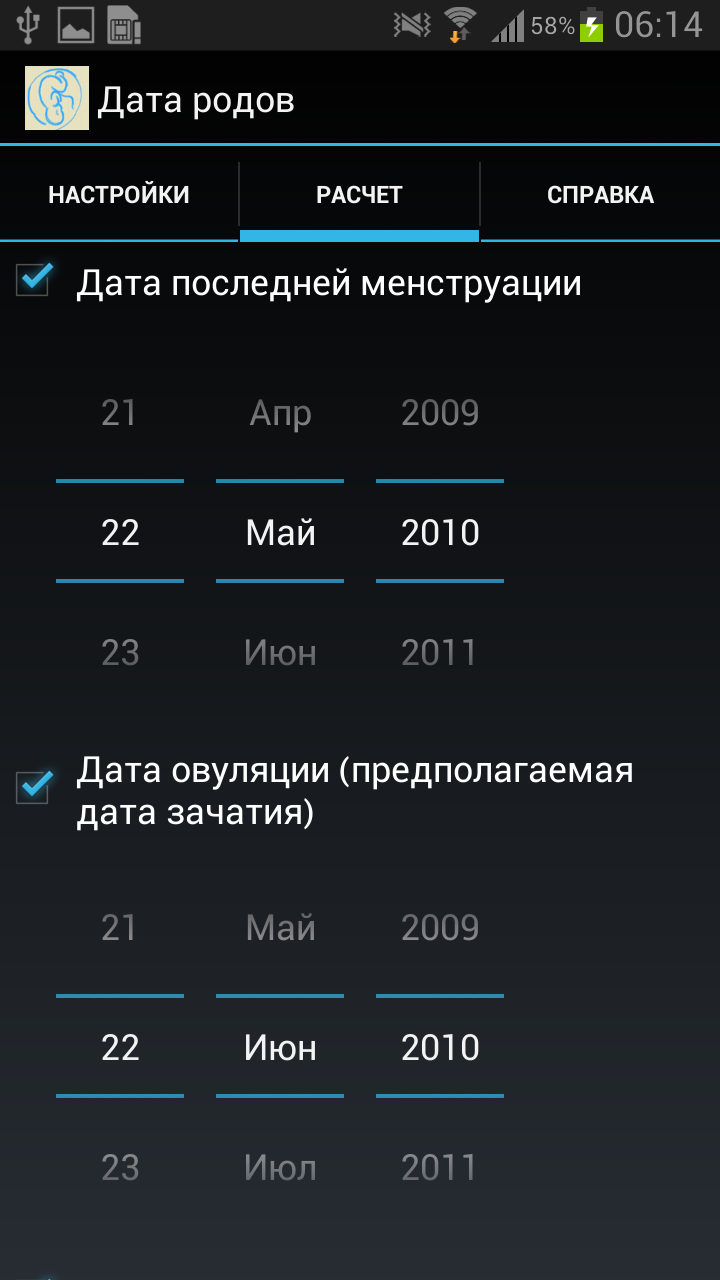 58% 06:14
Дата родов
НАСТРОЙКИ РАСЧЕТ СПРАВКА
Дата последней менструации
21 Апр 2009
22 Май 2010
23 Июн 2011
Дата овуляции (предполагаемая
дата зачатия)
21 Май 2009
22 Июн 2010
23 Июл 2011